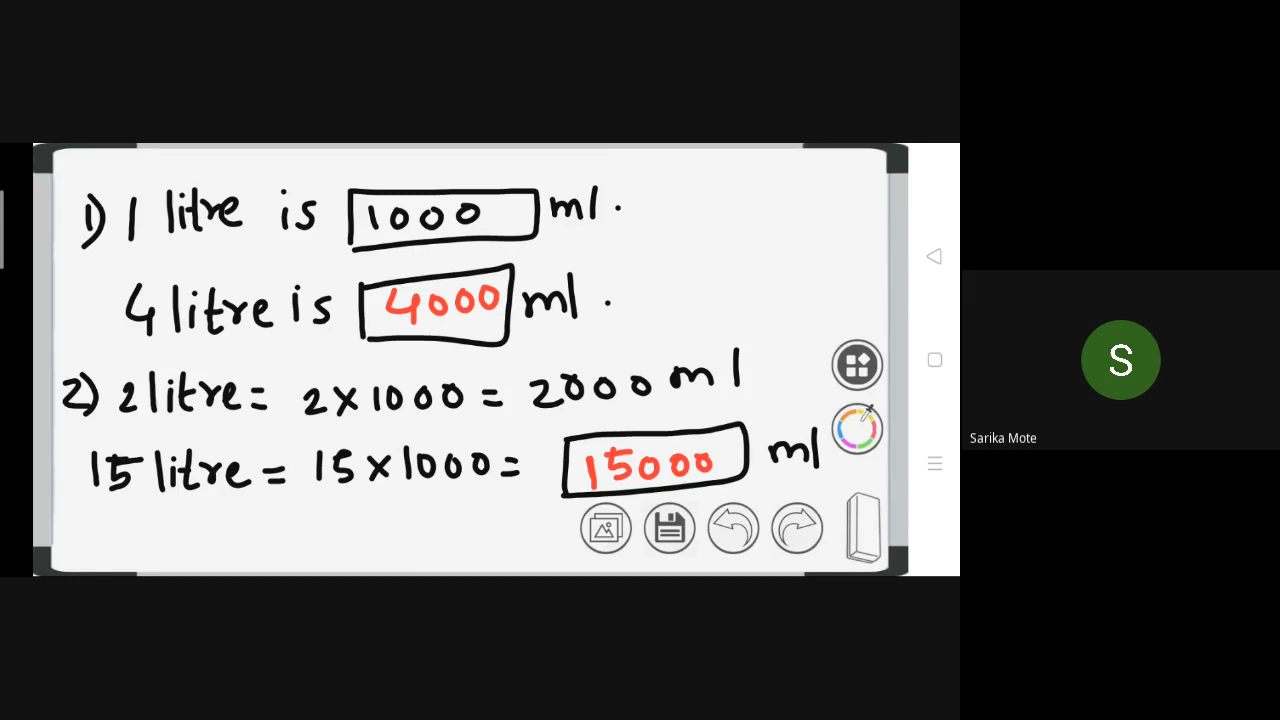 1) 1 litre is 1000 ml.
4 litre is 4000 ml.
2) 2 litre = 2 x 1000 = 2000 ml
15 litre = 15 x 1000 = 15000 ml
S
Sarika Mote